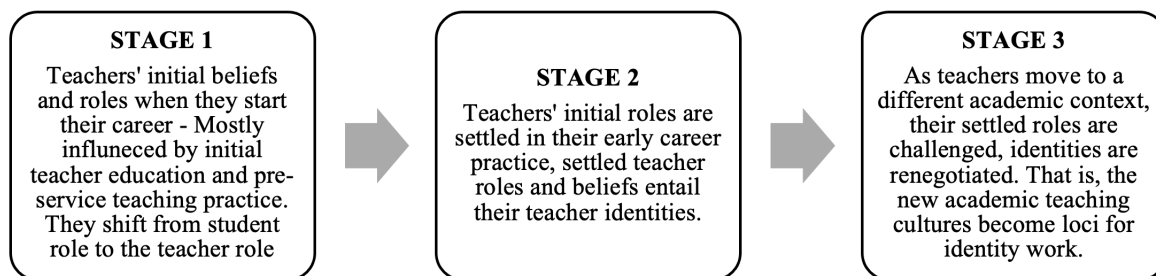 STAGE 1
Teachers' initial beliefs
and roles when they start
their career - Mostly
influneced by initial
teacher education and pre-
service teaching practice.
They shift from student
role to the teacher role
STAGE 2
Teachers' initial roles are
settled in their early career
practice, settled teacher
roles and beliefs entail
their teacher identities.
STAGE 3
As teachers move to a
different academic context,
their settled roles are
challenged, identities are
renegotiated. That is, the
new academic teaching
cultures become loci for
identity work.